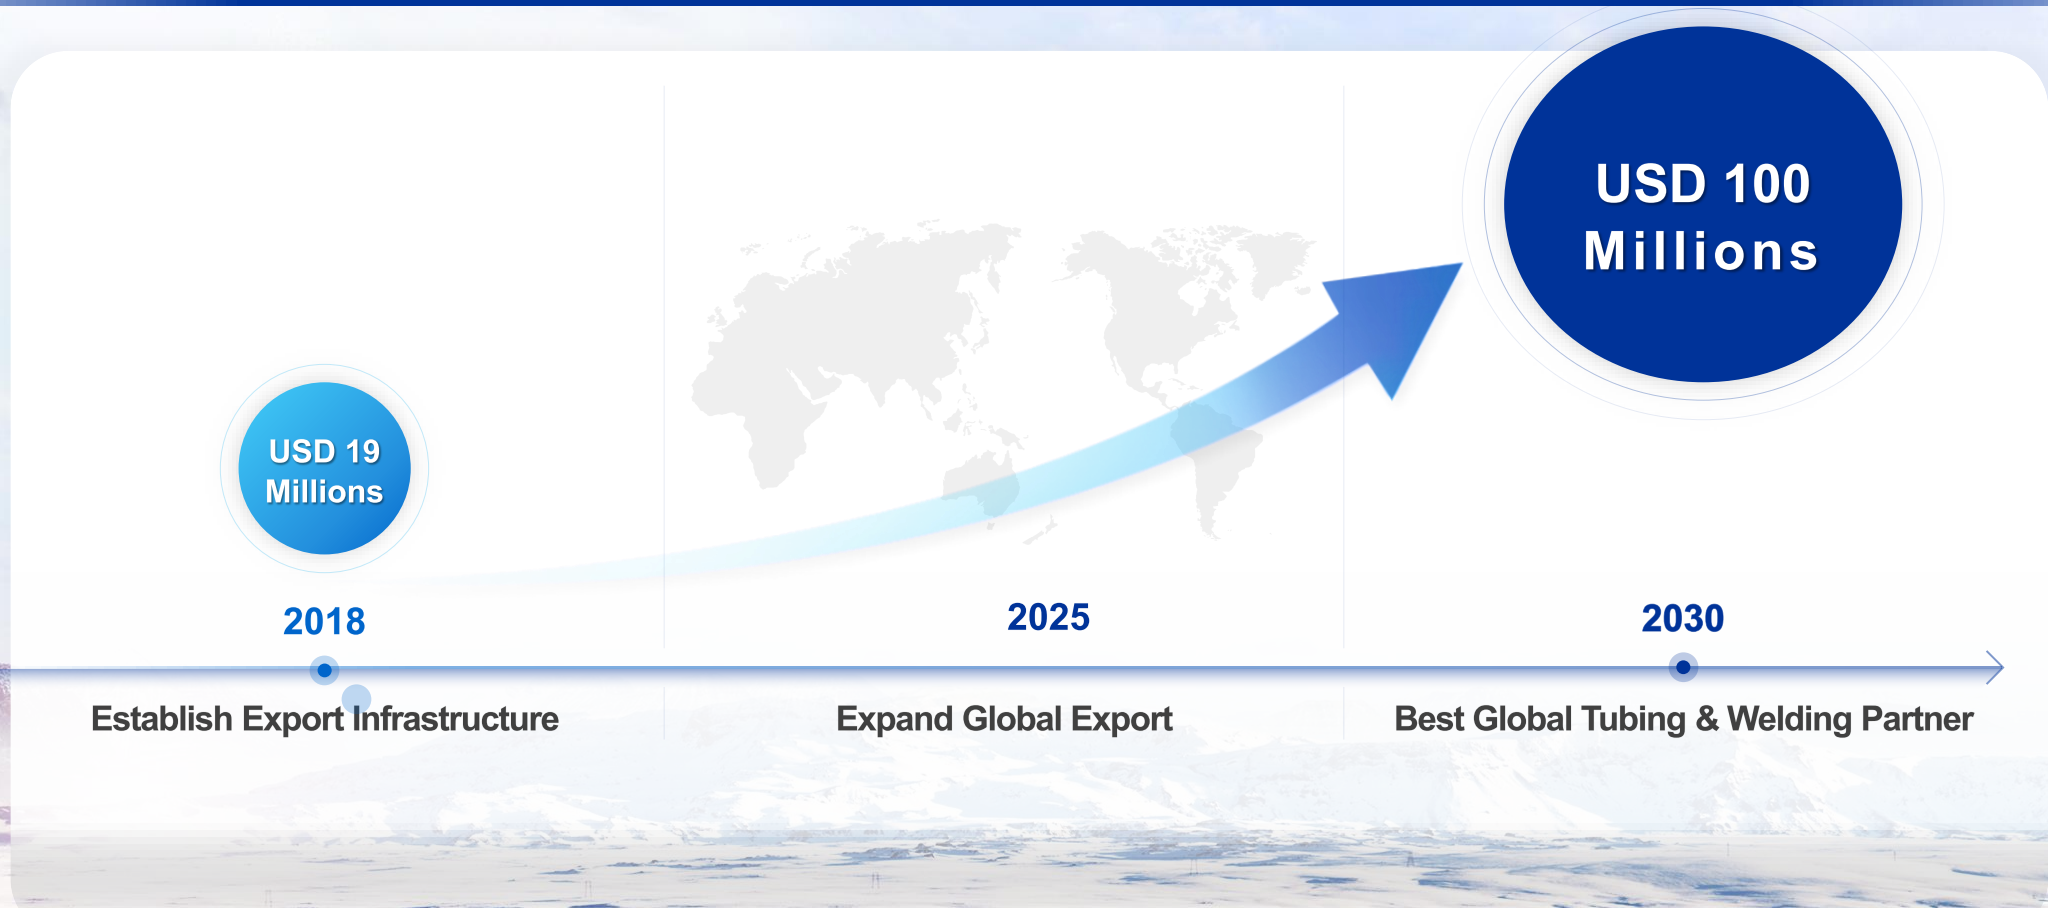 USD 100
Millions
USD 19
Millions
2018
2025
2030
Establish Export Infrastructure
Expand Global Export
Best Global Tubing & Welding Partner